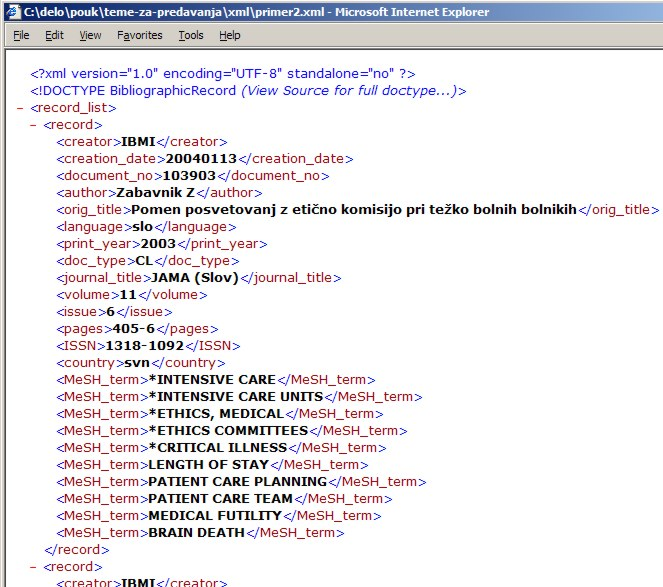 C:\delo\pouk\teme-za-predavanja\xml\primer2.xml - Microsoft Internet Explorer
File Edit View Favorites Tools Help
<?xml version="1.0" encoding="UTF-8" standalone="no" ?>
<!DOCTYPE BibliographicRecord (View Source for full doctype...)>
- <record_list>
- <record>
<creator>IBMI</creator>
<creation_date>20040113</creation_date>
<document_no>103903</document_no>
<author>Zabavnik Z</author>
<orig_title>Pomen posvetovanj z etično komisijo pri težko bolnih bolnikih</orig_title>
<language>slo</language>
<print_year>2003</print_year>
<doc_type>CL</doc_type>
<journal_title>JAMA (Slov)</journal_title>
<volume>11</volume>
<issue>6</issue>
<pages>405-6</pages>
<ISSN>1318-1092</ISSN>
<country>svn</country>
<MeSH_term>*INTENSIVE CARE</MeSH_term>
<MeSH_term>*INTENSIVE CARE UNITS</MeSH_term>
<MeSH_term>*ETHICS, MEDICAL</MeSH_term>
<MeSH_term>*ETHICS COMMITTEES</MeSH_term>
<MeSH_term>*CRITICAL ILLNESS</MeSH_term>
<MeSH_term>LENGTH OF STAY</MeSH_term>
<MeSH_term>PATIENT CARE PLANNING</MeSH_term>
<MeSH_term>PATIENT CARE TEAM</MeSH_term>
<MeSH_term>MEDICAL FUTILITY</MeSH_term>
<MeSH_term>BRAIN DEATH</MeSH_term>
</record>
- <record>
<creator>IBMI</creator>